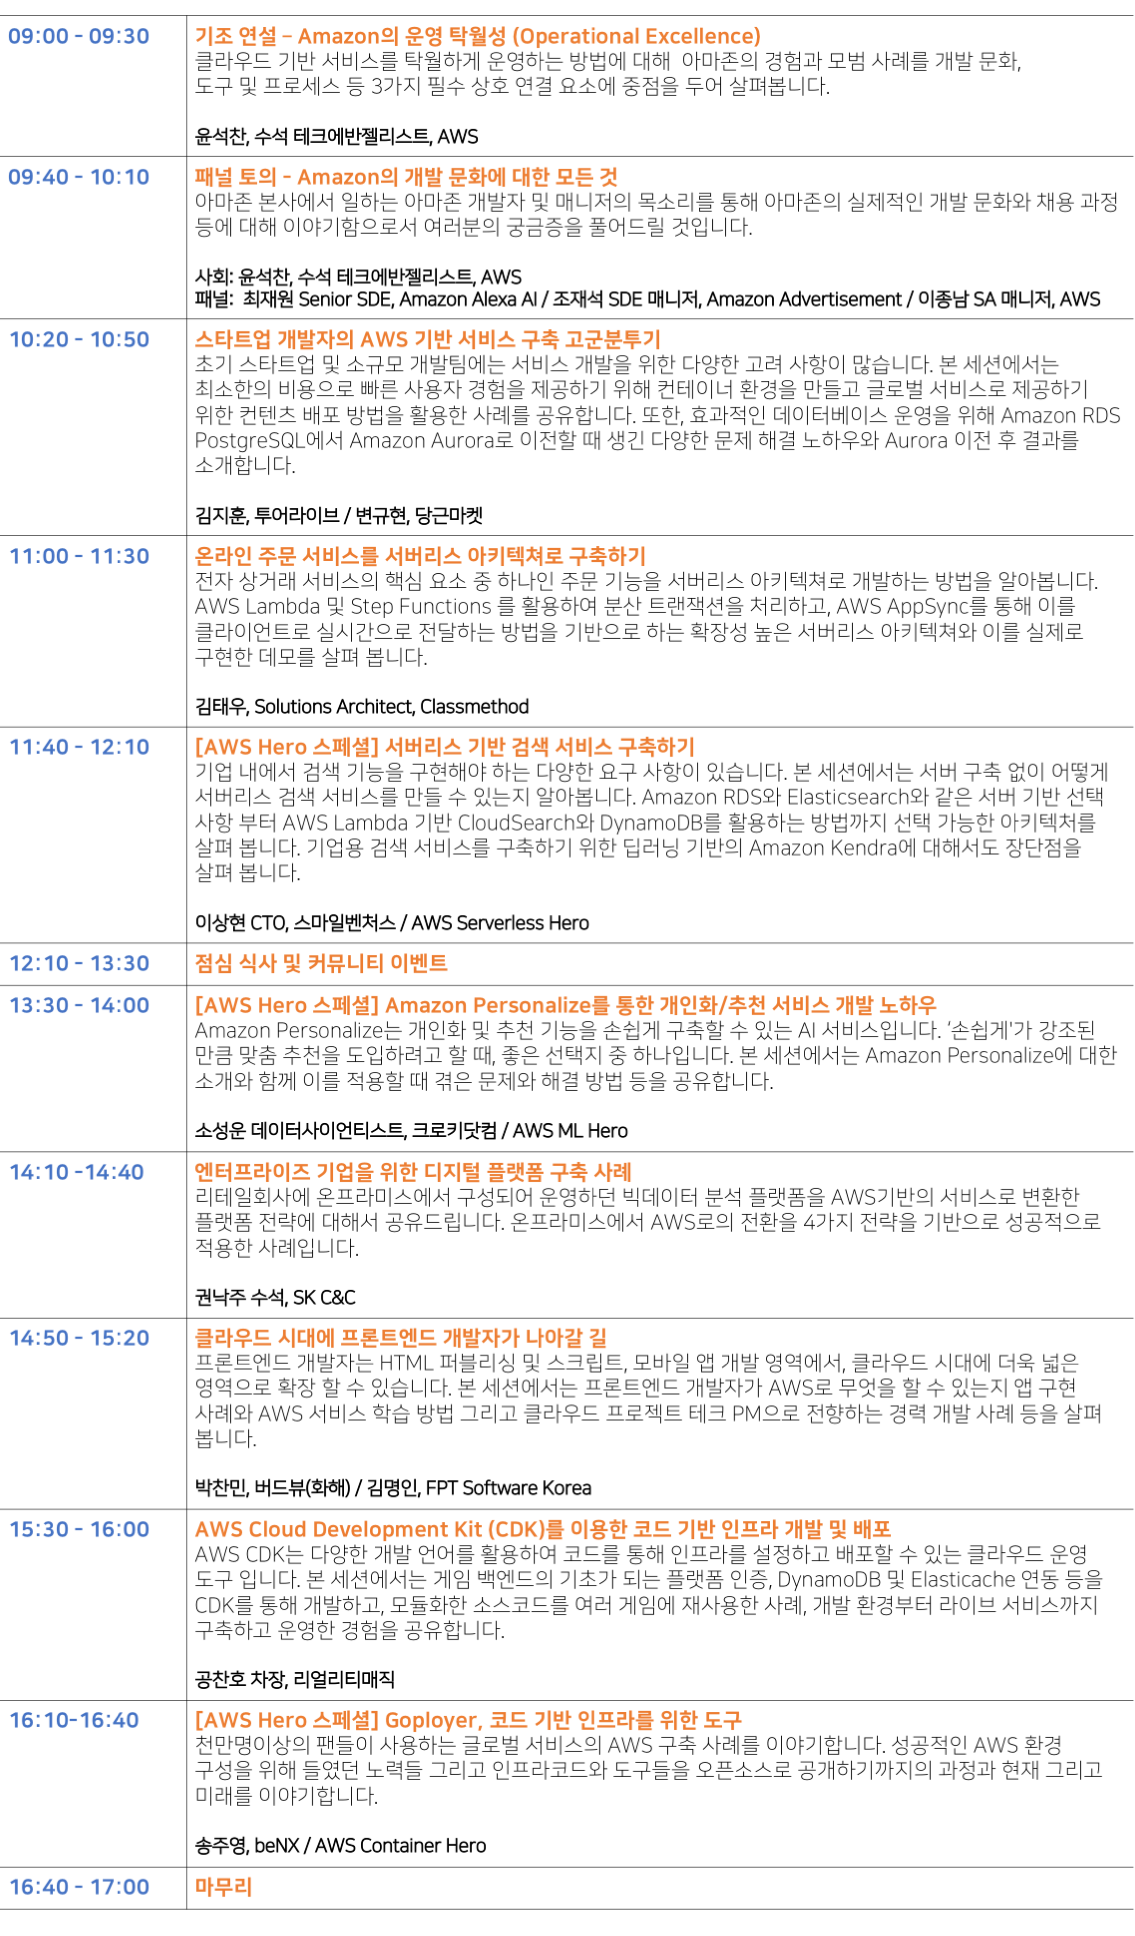 09:00 - 09:30
기조 연설 – Amazon의 운영 탁월성 (Operational Excellence)
클라우드 기반 서비스를 탁월하게 운영하는 방법에 대해 아마존의 경험과 모범 사례를 개발 문화,
도구 및 프로세스 등 3가지 필수 상호 연결 요소에 중점을 두어 살펴봅니다.
윤석찬, 수석 테크에반젤리스트, AWS
09:40 - 10:10
패널 토의 - Amazon의 개발 문화에 대한 모든 것
아마존 본사에서 일하는 아마존 개발자 및 매니저의 목소리를 통해 아마존의 실제적인 개발 문화와 채용 과정
등에 대해 이야기함으로서 여러분의 궁금증을 풀어드릴 것입니다.
사회: 윤석찬, 수석 테크에반젤리스트, AWS
패널: 최재원 Senior SDE, Amazon Alexa AI / 조재석 SDE 매니저, Amazon Advertisement / 이종남 SA 매니저, AWS
10:20 - 10:50
스타트업 개발자의 AWS 기반 서비스 구축 고군분투기
초기 스타트업 및 소규모 개발팀에는 서비스 개발을 위한 다양한 고려 사항이 많습니다. 본 세션에서는
최소한의 비용으로 빠른 사용자 경험을 제공하기 위해 컨테이너 환경을 만들고 글로벌 서비스로 제공하기
위한 컨텐츠 배포 방법을 활용한 사례를 공유합니다. 또한, 효과적인 데이터베이스 운영을 위해 Amazon RDS
PostgreSQL에서 Amazon Aurora로 이전할 때 생긴 다양한 문제 해결 노하우와 Aurora 이전 후 결과를
소개합니다.
김지훈, 투어라이브 / 변규현, 당근마켓
11:00 - 11:30
온라인 주문 서비스를 서버리스 아키텍쳐로 구축하기
전자 상거래 서비스의 핵심 요소 중 하나인 주문 기능을 서버리스 아키텍쳐로 개발하는 방법을 알아봅니다.
AWS Lambda 및 Step Functions 를 활용하여 분산 트랜잭션을 처리하고, AWS AppSync를 통해 이를
클라이언트로 실시간으로 전달하는 방법을 기반으로 하는 확장성 높은 서버리스 아키텍쳐와 이를 실제로
구현한 데모를 살펴 봅니다.
김태우, Solutions Architect, Classmethod
11:40 - 12:10
[AWS Hero 스페셜] 서버리스 기반 검색 서비스 구축하기
기업 내에서 검색 기능을 구현해야 하는 다양한 요구 사항이 있습니다. 본 세션에서는 서버 구축 없이 어떻게
서버리스 검색 서비스를 만들 수 있는지 알아봅니다. Amazon RDS와 Elasticsearch와 같은 서버 기반 선택
사항 부터 AWS Lambda 기반 CloudSearch와 DynamoDB를 활용하는 방법까지 선택 가능한 아키텍처를
살펴 봅니다. 기업용 검색 서비스를 구축하기 위한 딥러닝 기반의 Amazon Kendra에 대해서도 장단점을
살펴 봅니다.
이상현 CTO, 스마일벤처스 / AWS Serverless Hero
12:10 - 13:30
점심 식사 및 커뮤니티 이벤트
13:30 - 14:00
[AWS Hero 스페셜] Amazon Personalize를 통한 개인화/추천 서비스 개발 노하우
Amazon Personalize는 개인화 및 추천 기능을 손쉽게 구축할 수 있는 AI 서비스입니다. ‘손쉽게'가 강조된
만큼 맞춤 추천을 도입하려고 할 때, 좋은 선택지 중 하나입니다. 본 세션에서는 Amazon Personalize에 대한
소개와 함께 이를 적용할 때 겪은 문제와 해결 방법 등을 공유합니다.
소성운 데이터사이언티스트, 크로키닷컴 / AWS ML Hero
14:10 -14:40
엔터프라이즈 기업을 위한 디지털 플랫폼 구축 사례
리테일회사에 온프라미스에서 구성되어 운영하던 빅데이터 분석 플랫폼을 AWS기반의 서비스로 변환한
플랫폼 전략에 대해서 공유드립니다. 온프라미스에서 AWS로의 전환을 4가지 전략을 기반으로 성공적으로
적용한 사례입니다.
권낙주 수석, SK C&C
14:50 - 15:20
클라우드 시대에 프론트엔드 개발자가 나아갈 길
프론트엔드 개발자는 HTML 퍼블리싱 및 스크립트, 모바일 앱 개발 영역에서, 클라우드 시대에 더욱 넓은
영역으로 확장 할 수 있습니다. 본 세션에서는 프론트엔드 개발자가 AWS로 무엇을 할 수 있는지 앱 구현
사례와 AWS 서비스 학습 방법 그리고 클라우드 프로젝트 테크 PM으로 전향하는 경력 개발 사례 등을 살펴
봅니다.
박찬민, 버드뷰(화해) / 김명인, FPT Software Korea
15:30 - 16:00
AWS Cloud Development Kit (CDK)를 이용한 코드 기반 인프라 개발 및 배포
AWS CDK는 다양한 개발 언어를 활용하여 코드를 통해 인프라를 설정하고 배포할 수 있는 클라우드 운영
도구 입니다. 본 세션에서는 게임 백엔드의 기초가 되는 플랫폼 인증, DynamoDB 및 Elasticache 연동 등을
CDK를 통해 개발하고, 모듈화한 소스코드를 여러 게임에 재사용한 사례, 개발 환경부터 라이브 서비스까지
구축하고 운영한 경험을 공유합니다.
공찬호 차장, 리얼리티매직
16:10-16:40
[AWS Hero 스페셜] Goployer, 코드 기반 인프라를 위한 도구
천만명이상의 팬들이 사용하는 글로벌 서비스의 AWS 구축 사례를 이야기합니다. 성공적인 AWS 환경
구성을 위해 들였던 노력들 그리고 인프라코드와 도구들을 오픈소스로 공개하기까지의 과정과 현재 그리고
미래를 이야기합니다.
송주영, beNX / AWS Container Hero
16:40 - 17:00
마무리